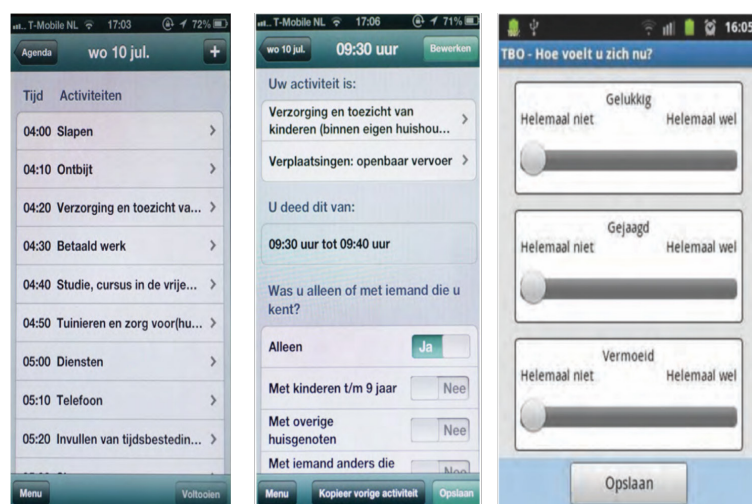 T-Mobile NL 17:03 72%
Agenda wo 10 jul. +
Tijd Activiteiten
04:00 Slapen
04:10 Ontbijt
04:20 Verzorging en toezicht va...
04:30 Betaald werk
04:40 Studie, cursus in de vrije...
04:50 Tuinieren en zorg voor(hu...
05:00 Diensten
05:10 Telefoon
05:20 Invullen van tijdsbestedin...
Menu Voltooien
T-Mobile NL 17:06 71%
wo 10 jul. 09:30 uur Bewerken
Uw activiteit is:
Verzorging en toezicht van
kinderen (binnen eigen huishou...
Verplaatsingen: openbaar vervoer
U deed dit van:
09:30 uur tot 09:40 uur
Was u alleen of met iemand die u
kent?
Alleen Ja
Met kinderen t/m 9 jaar Nee
Met overige
huisgenoten Nee
Met iemand anders die
Nee
Menu Kopieer vorige activiteit Opslaan
16:05
TBO - Hoe voelt u zich nu?
Gelukkig
Helemaal niet Helemaal wel
Gejaagd
Helemaal niet Helemaal wel
Vermoeid
Helemaal niet Helemaal wel
Opslaan